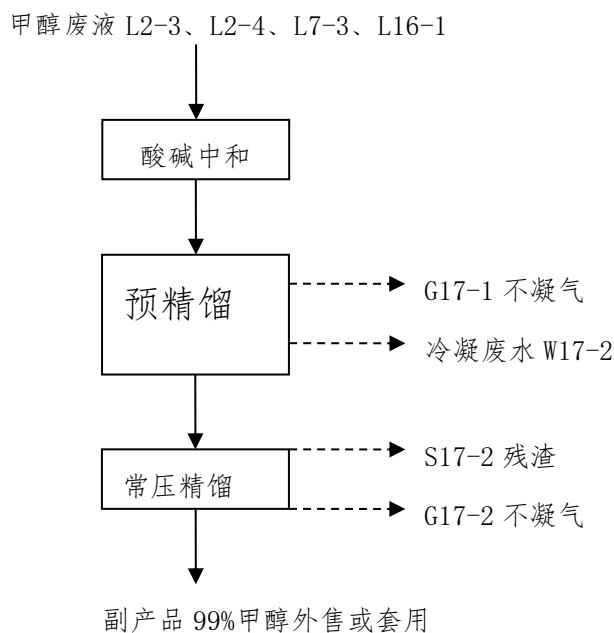 甲醇废液 L2-3、L2-4、L7-3、L16-1
酸碱中和
预精馏
G17-1 不凝气
冷凝废水 W17-2
常压精馏
S17-2 残渣
G17-2 不凝气
副产品 99%甲醇外售或套用